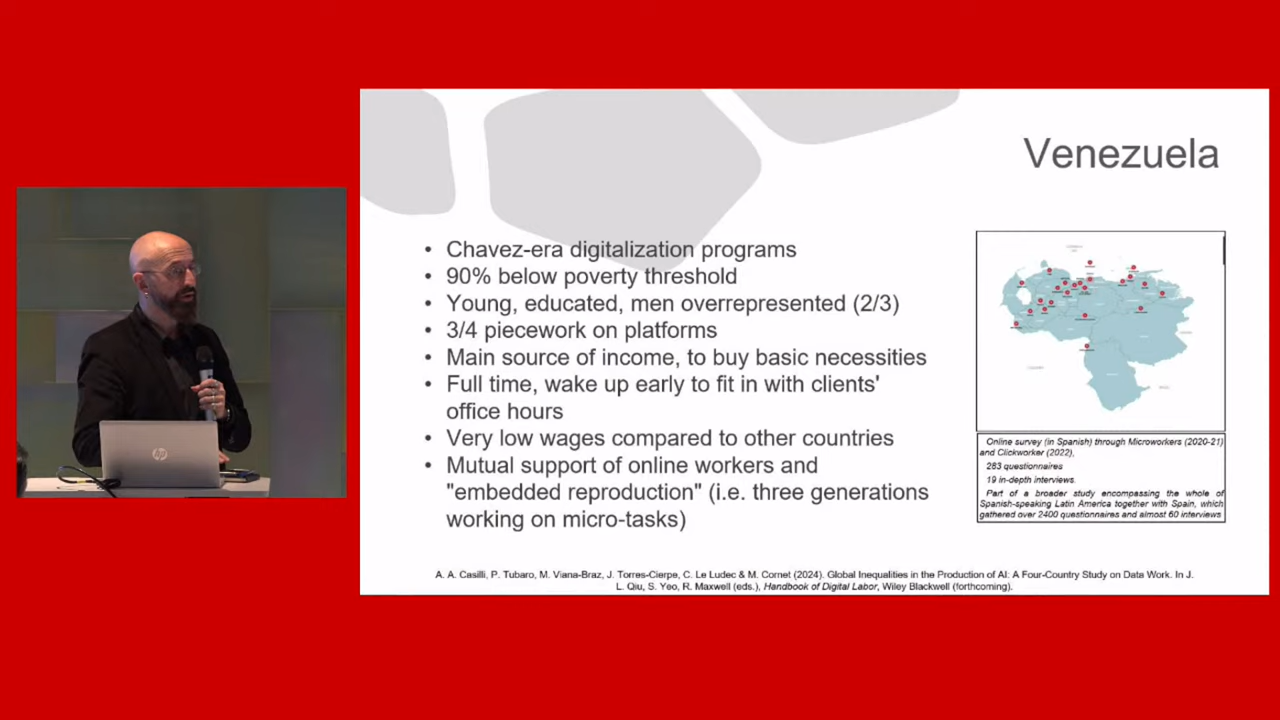 Venezuela
• Chavez-era digitalization programs
• 90% below poverty threshold
• Young, educated, men overrepresented (2/3)
• 3/4 piecework on platforms
• Main source of income, to buy basic necessities
• Full time, wake up early to fit in with clients'
office hours
• Very low wages compared to other countries
• Mutual support of online workers and
"embedded reproduction" (i.e. three generations
working on micro-tasks)
Online survey (in Spanish) through Microworkers (2020-21)
and Clickworker (2022),
283 questionnaires
19 in-depth interviews.
Part of a broader study encompassing the whole of
Spanish-speaking Latin America together with Spain, which
gathered over 2400 questionnaires and almost 60 interviews
A. A. Casilli, P. Tubaro, M. Viana-Braz, J. Torres-Cierpe, C. Le Ludec & M. Cornet (2024). Global Inequalities in the Production of AI: A Four-Country Study on Data Work. In J.
L. Qiu, S. Yeo, R. Maxwell (eds.), Handbook of Digital Labor, Wiley Blackwell (forthcoming).
hp